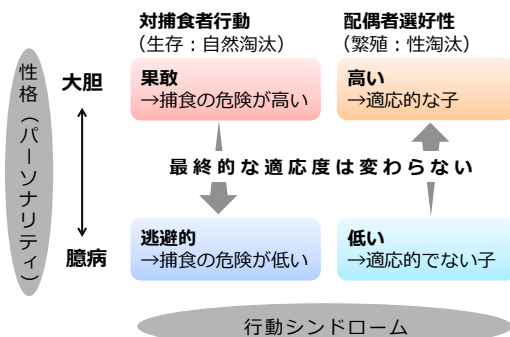 対捕食者行動
（生存：自然淘汰）
配偶者選好性
（繁殖：性淘汰）
性格（パーソナリティ）
大胆
果敢
→捕食の危険が高い
高い
→適応的な子
最終的な適応度は変わらない
臆病
逃避的
→捕食の危険が低い
低い
→適応的でない子
行動シンドローム